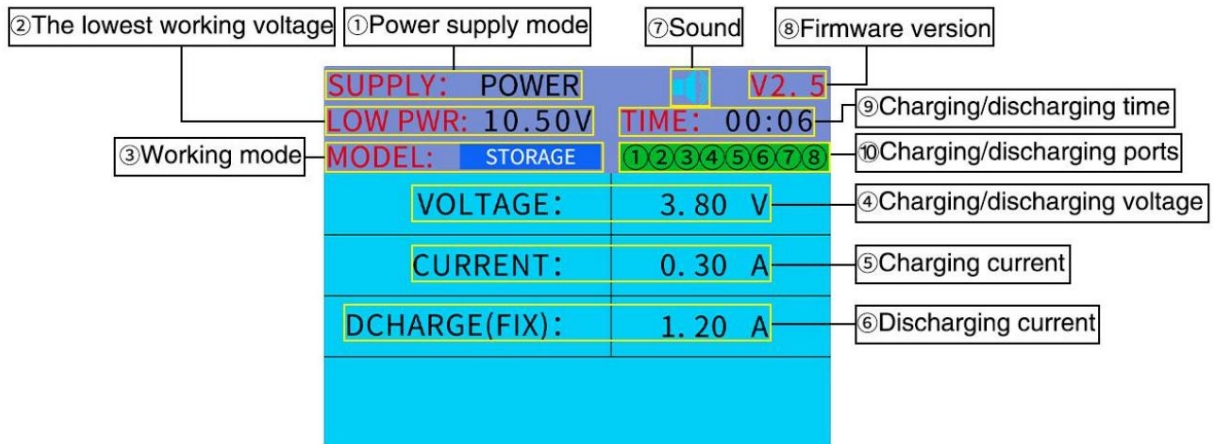 ②The lowest working voltage ①Power supply mode ⑦Sound ⑧Firmware version
SUPPLY: POWER V2. 5
LOW PWR: 10.50V TIME: 00:06
⑨Charging/discharging time
③Working mode MODEL: STORAGE ①②③④⑤⑥⑦⑧ ⑩Charging/discharging ports
VOLTAGE: 3. 80 V ④Charging/discharging voltage
CURRENT: 0. 30 A ⑤Charging current
DCHARGE(FIX): 1. 20 A ⑥Discharging current